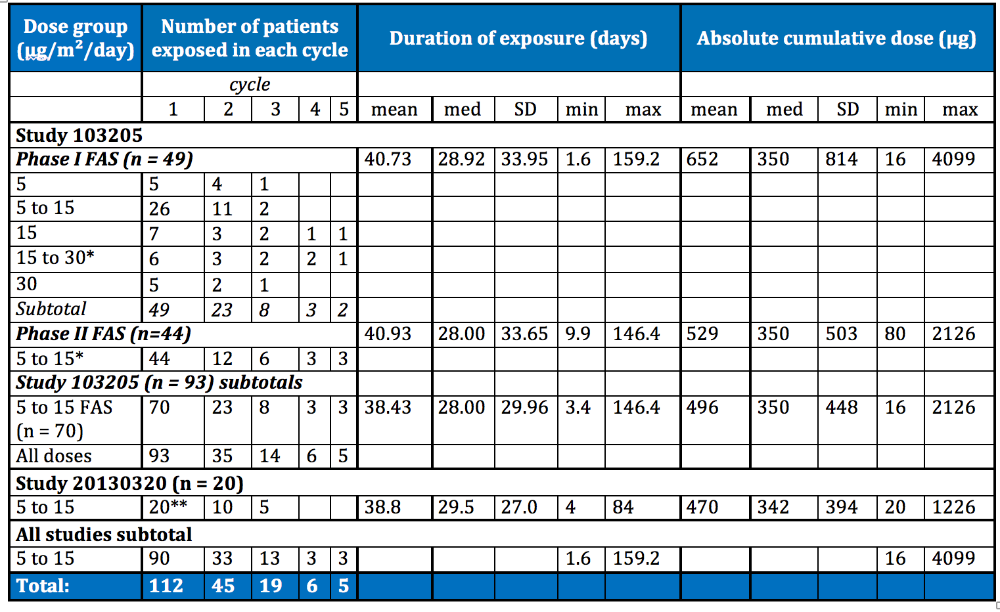 Dose group (µg/m²/day) Number of patients exposed in each cycle Duration of exposure (days) Absolute cumulative dose (µg)
cycle
1 2 3 4 5 mean med SD min max mean med SD min max
Study 103205
Phase I FAS (n = 49) 40.73 28.92 33.95 1.6 159.2 652 350 814 16 4099
5 5 4 1
5 to 15 26 11 2
15 7 3 2 1 1
15 to 30* 6 3 2 2 1
30 5 2 1
Subtotal 49 23 8 3 2
Phase II FAS (n=44) 40.93 28.00 33.65 9.9 146.4 529 350 503 80 2126
5 to 15* 44 12 6 3 3
Study 103205 (n = 93) subtotals
5 to 15 FAS (n = 70) 70 23 8 3 3 38.43 28.00 29.96 3.4 146.4 496 350 448 16 2126
All doses 93 35 14 6 5
Study 20130320 (n = 20)
5 to 15 20** 10 5 38.8 29.5 27.0 4 84 470 342 394 20 1226
All studies subtotal
5 to 15 90 33 13 3 3 1.6 159.2 16 4099
Total: 112 45 19 6 5